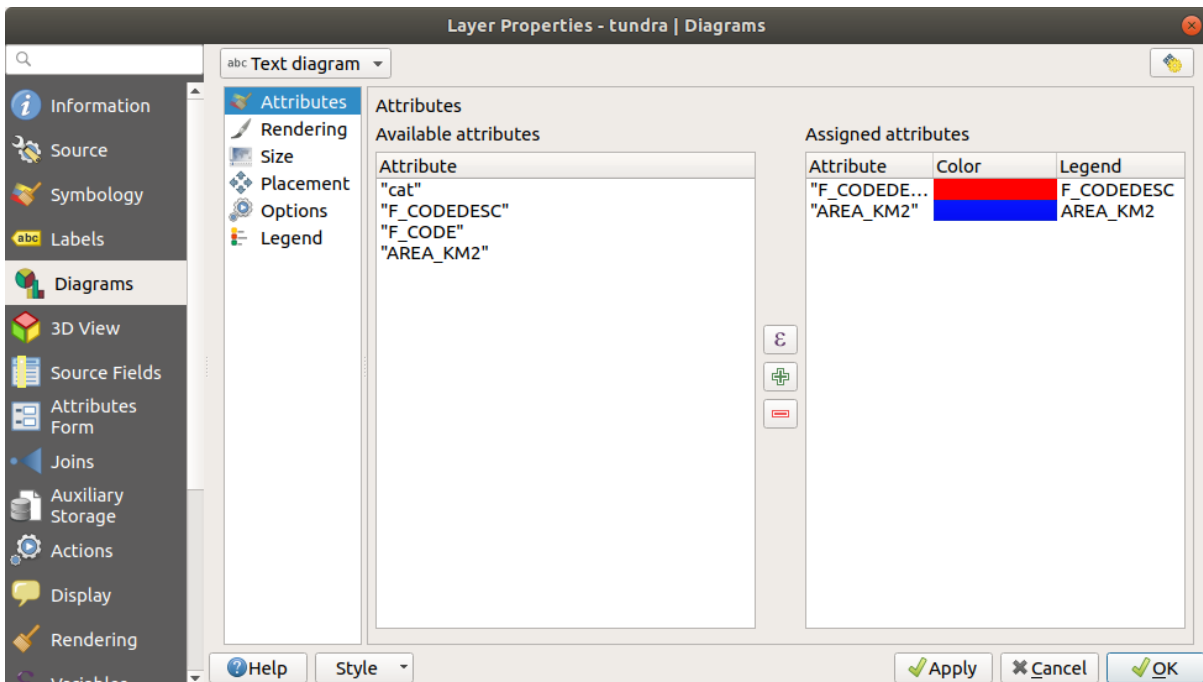 Layer Properties - tundra | Diagrams
abc Text diagram
Information
Source
Symbology
abc Labels
Diagrams
3D View
Source Fields
Attributes
Form
Joins
Auxiliary
Storage
Actions
Display
Rendering
Variables
Attributes
Rendering
Size
Placement
Options
Legend
Attributes
Available attributes
Attribute
"cat"
"F_CODEDESC"
"F_CODE"
"AREA_KM2"
ε
Assigned attributes
Attribute Color Legend
"F_CODEDE... F_CODEDESC
"AREA_KM2" AREA_KM2
Help Style Apply Cancel OK